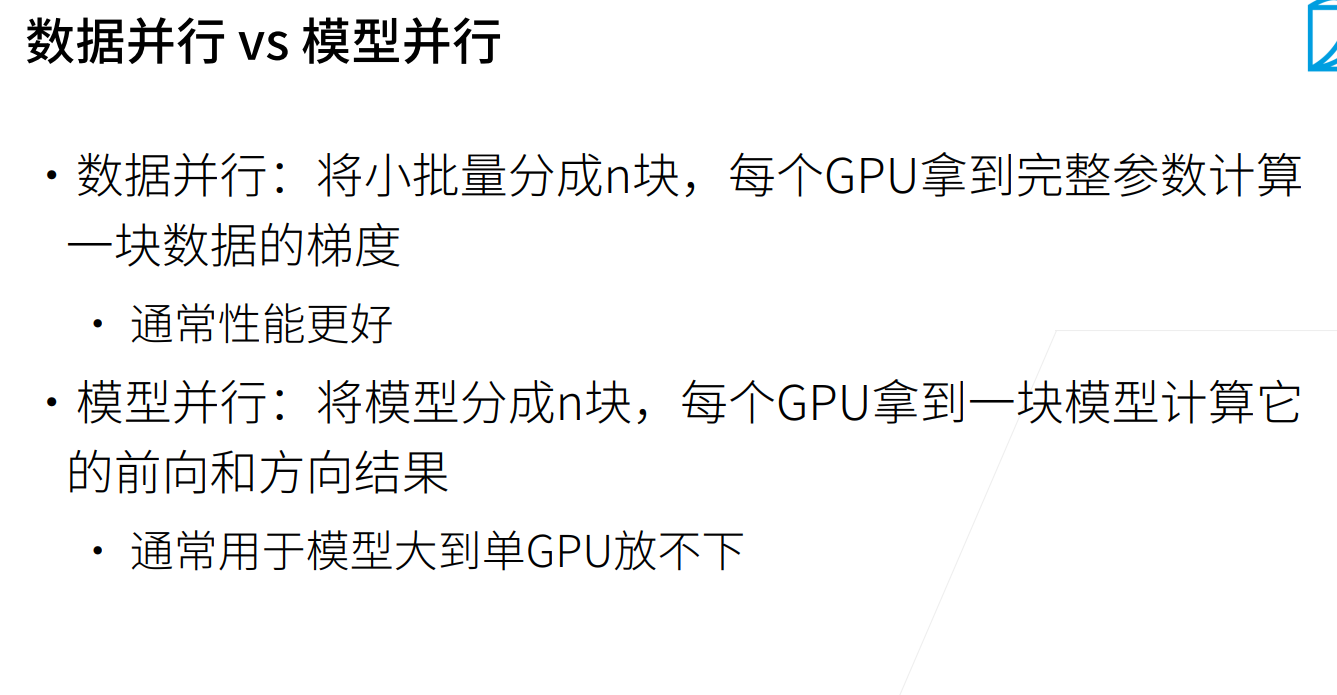 数据并行 vs 模型并行
• 数据并行：将小批量分成n块，每个GPU拿到完整参数计算
一块数据的梯度
• 通常性能更好
• 模型并行：将模型分成n块，每个GPU拿到一块模型计算它
的前向和方向结果
• 通常用于模型大到单GPU放不下